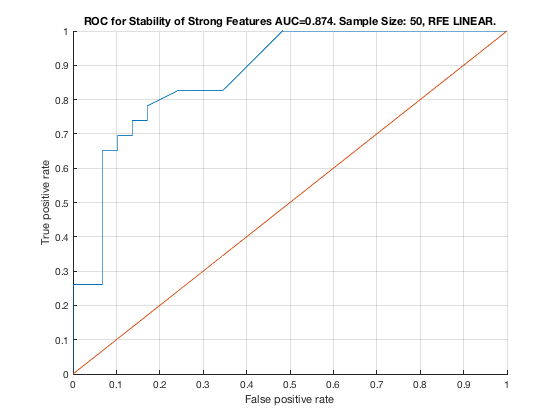 ROC for Stability of Strong Features AUC=0.874. Sample Size: 50, RFE LINEAR.
1
0.9
0.8
0.7
0.6
0.5
0.4
0.3
0.2
0.1
0
True positive rate
0 0.1 0.2 0.3 0.4 0.5 0.6 0.7 0.8 0.9 1
False positive rate